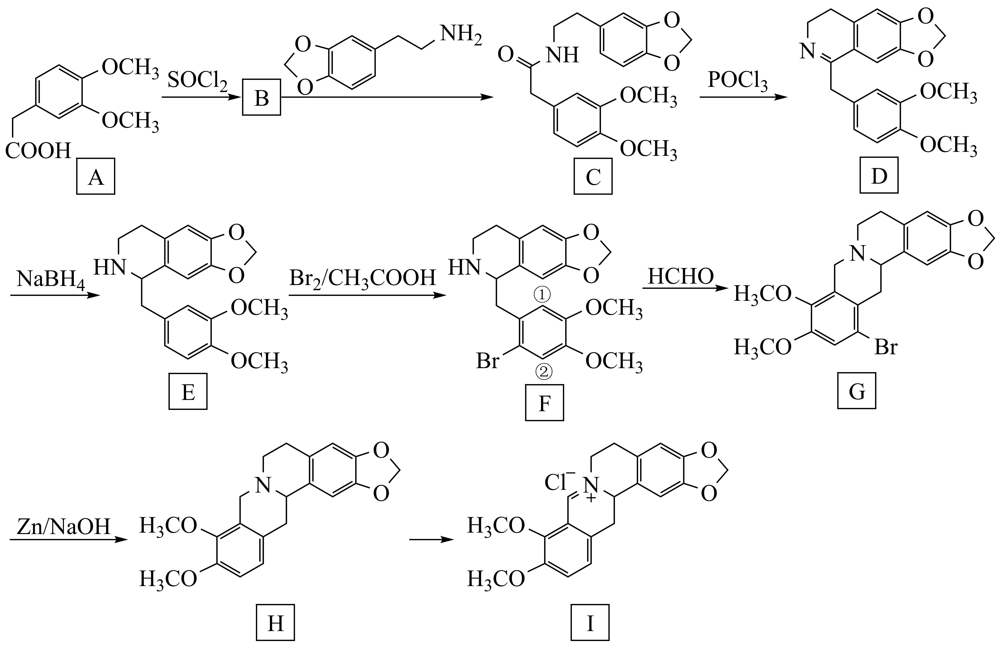 O
O
NH₂
OCH₃
OCH₃
COOH
A
SOCl₂
B
O
NH
O
O
OCH₃
OCH₃
C
POCl₃
N
O
O
OCH₃
OCH₃
D
NaBH₄
HN
O
O
OCH₃
OCH₃
E
Br₂/CH₃COOH
HN
O
O
①
OCH₃
OCH₃
Br
②
F
HCHO
N
O
O
H₃CO
H₃CO
Br
G
Zn/NaOH
N
O
O
H₃CO
H₃CO
H
Cl⁻
N
+
O
O
H₃CO
H₃CO
I